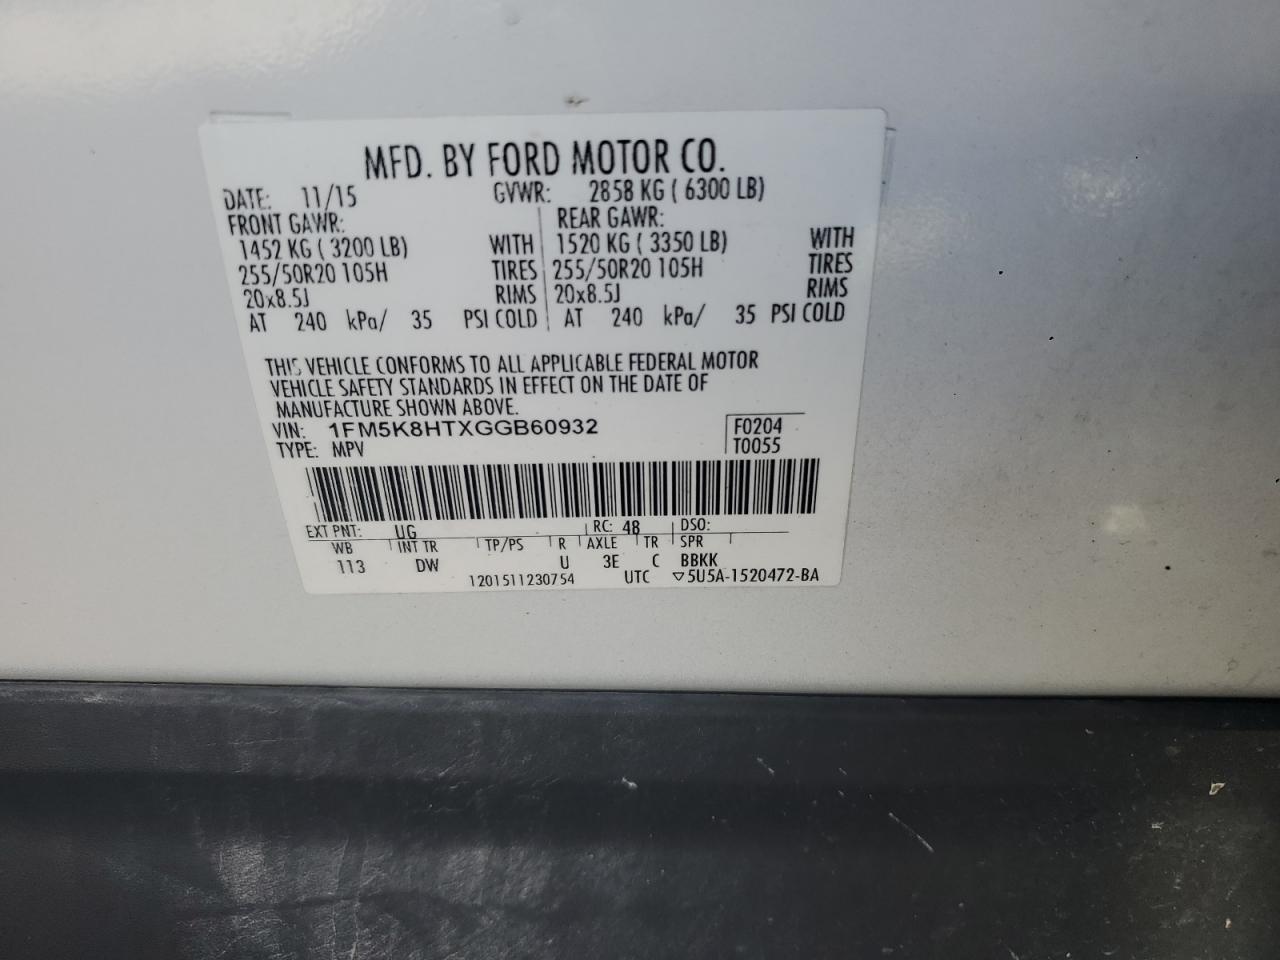 MFD. BY FORD MOTOR CO.
DATE: 11/15 GVWR: 2858 KG ( 6300 LB)
FRONT GAWR: REAR GAWR:
1452 KG ( 3200 LB) WITH 1520 KG ( 3350 LB) WITH
255/50R20 105H TIRES 255/50R20 105H TIRES
20x8.5J RIMS 20x8.5J RIMS
AT 240 kPa/ 35 PSI COLD AT 240 kPa/ 35 PSI COLD
THIS VEHICLE CONFORMS TO ALL APPLICABLE FEDERAL MOTOR
VEHICLE SAFETY STANDARDS IN EFFECT ON THE DATE OF
MANUFACTURE SHOWN ABOVE.
VIN: 1FM5K8HTXGGB60932 F0204
TYPE: MPV T0055
EXT PNT: UG RC: 48 DSO:
WB INT TR TP/PS R AXLE TR SPR
113 DW U 3E C BBKK
1201511230754 UTC ▽5U5A-1520472-BA